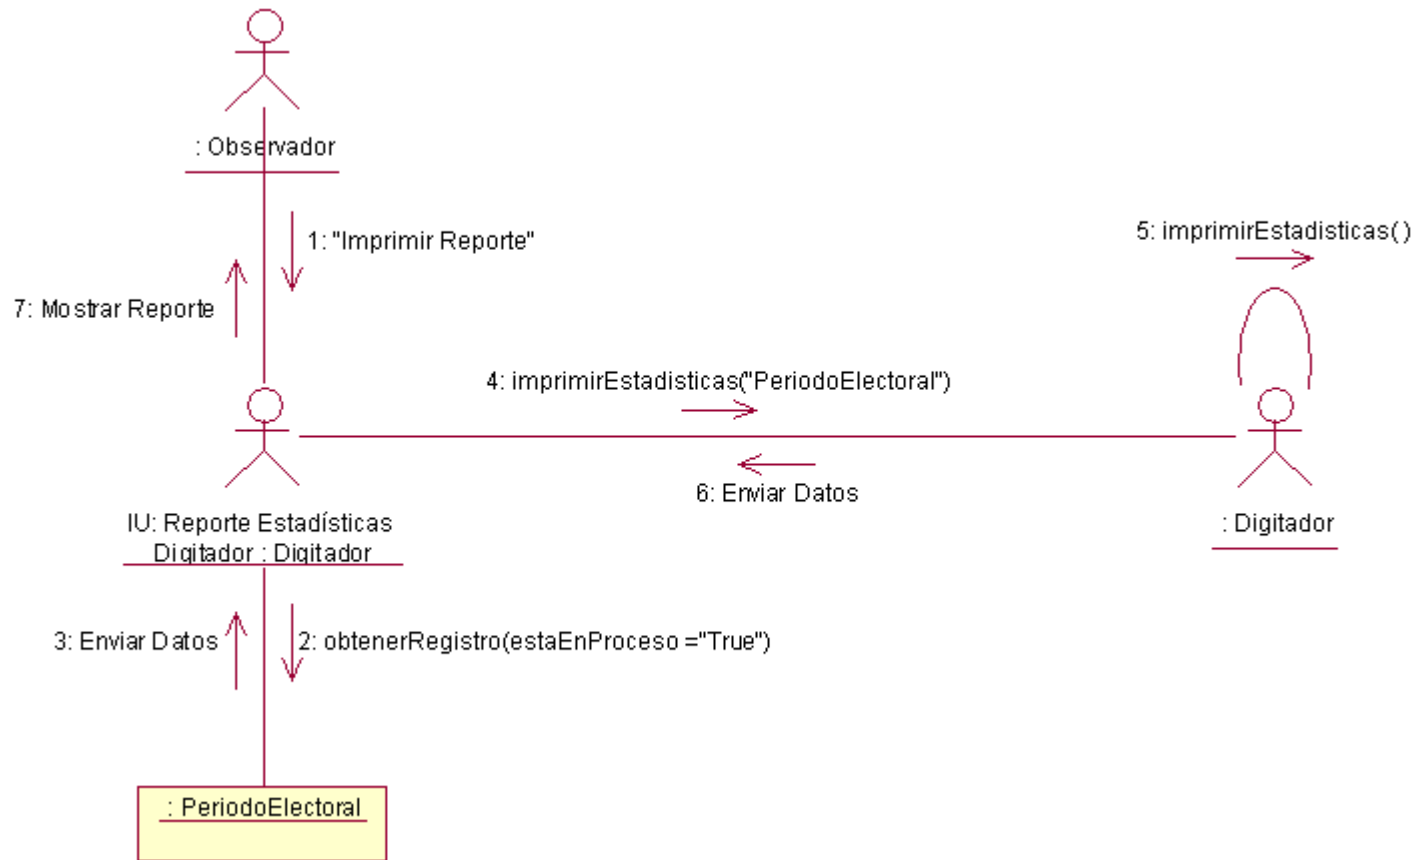 : Observador
1: "Imprimir Reporte"
5: imprimirEstadisticas( )
7: Mostrar Reporte
4: imprimirEstadisticas("PeriodoElectoral")
6: Enviar Datos
IU: Reporte Estadísticas
Digitador : Digitador
: Digitador
3: Enviar Datos
2: obtenerRegistro(estaEnProceso ="True")
: PeriodoElectoral